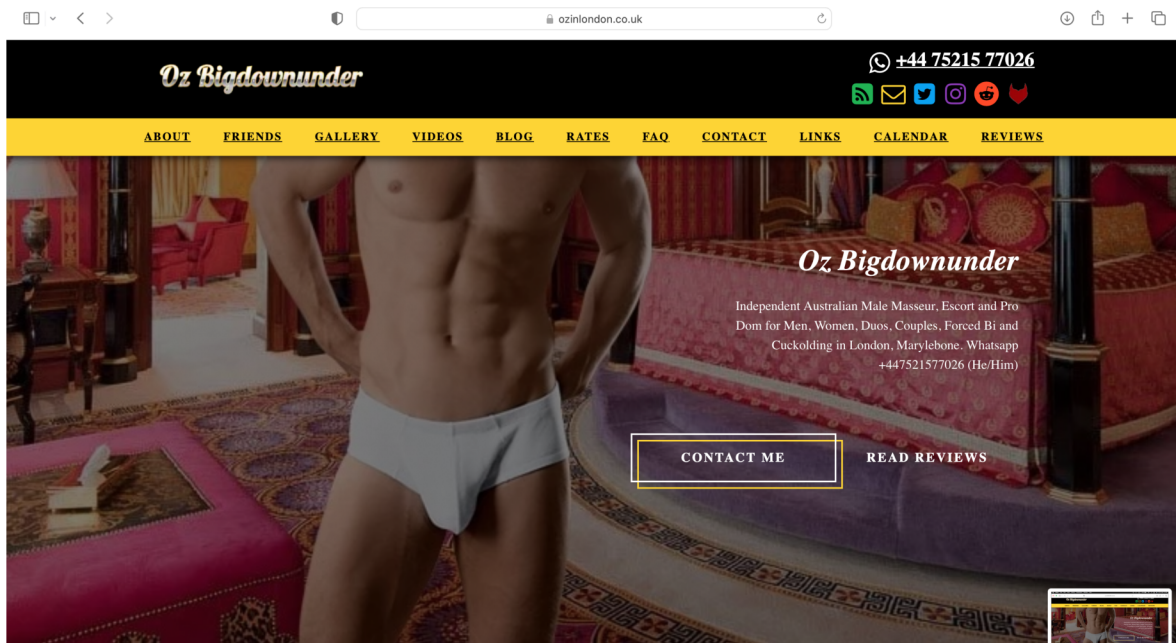 ozinlondon.co.uk
Oz Bigdownunder
+44 75215 77026
ABOUT FRIENDS GALLERY VIDEOS BLOG RATES FAQ CONTACT LINKS CALENDAR REVIEWS
Oz Bigdownunder
Independent Australian Male Masseur, Escort and Pro
Dom for Men, Women, Duos, Couples, Forced Bi and
Cuckolding in London, Marylebone. Whatsapp
+447521577026 (He/Him)
CONTACT ME READ REVIEWS